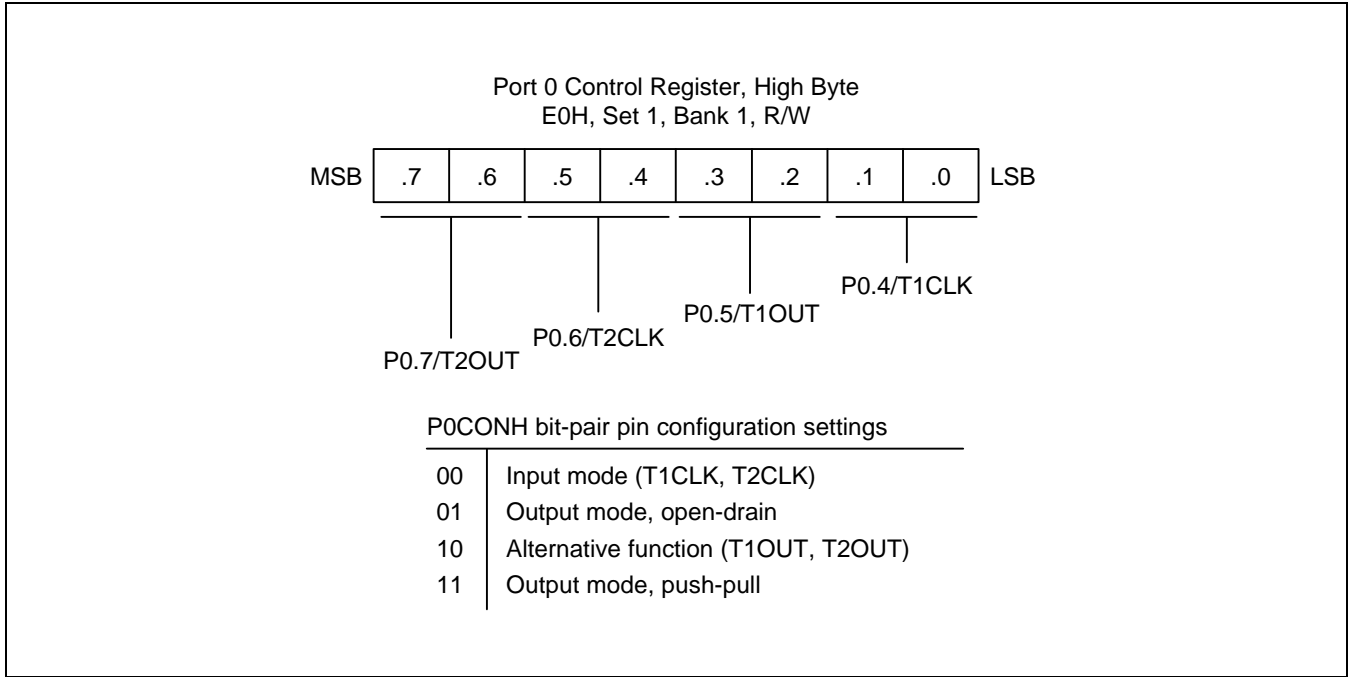 Port 0 Control Register, High Byte
E0H, Set 1, Bank 1, R/W
MSB .7 .6 .5 .4 .3 .2 .1 .0 LSB
P0.4/T1CLK
P0.5/T1OUT
P0.6/T2CLK
P0.7/T2OUT
P0CONH bit-pair pin configuration settings
00 Input mode (T1CLK, T2CLK)
01 Output mode, open-drain
10 Alternative function (T1OUT, T2OUT)
11 Output mode, push-pull